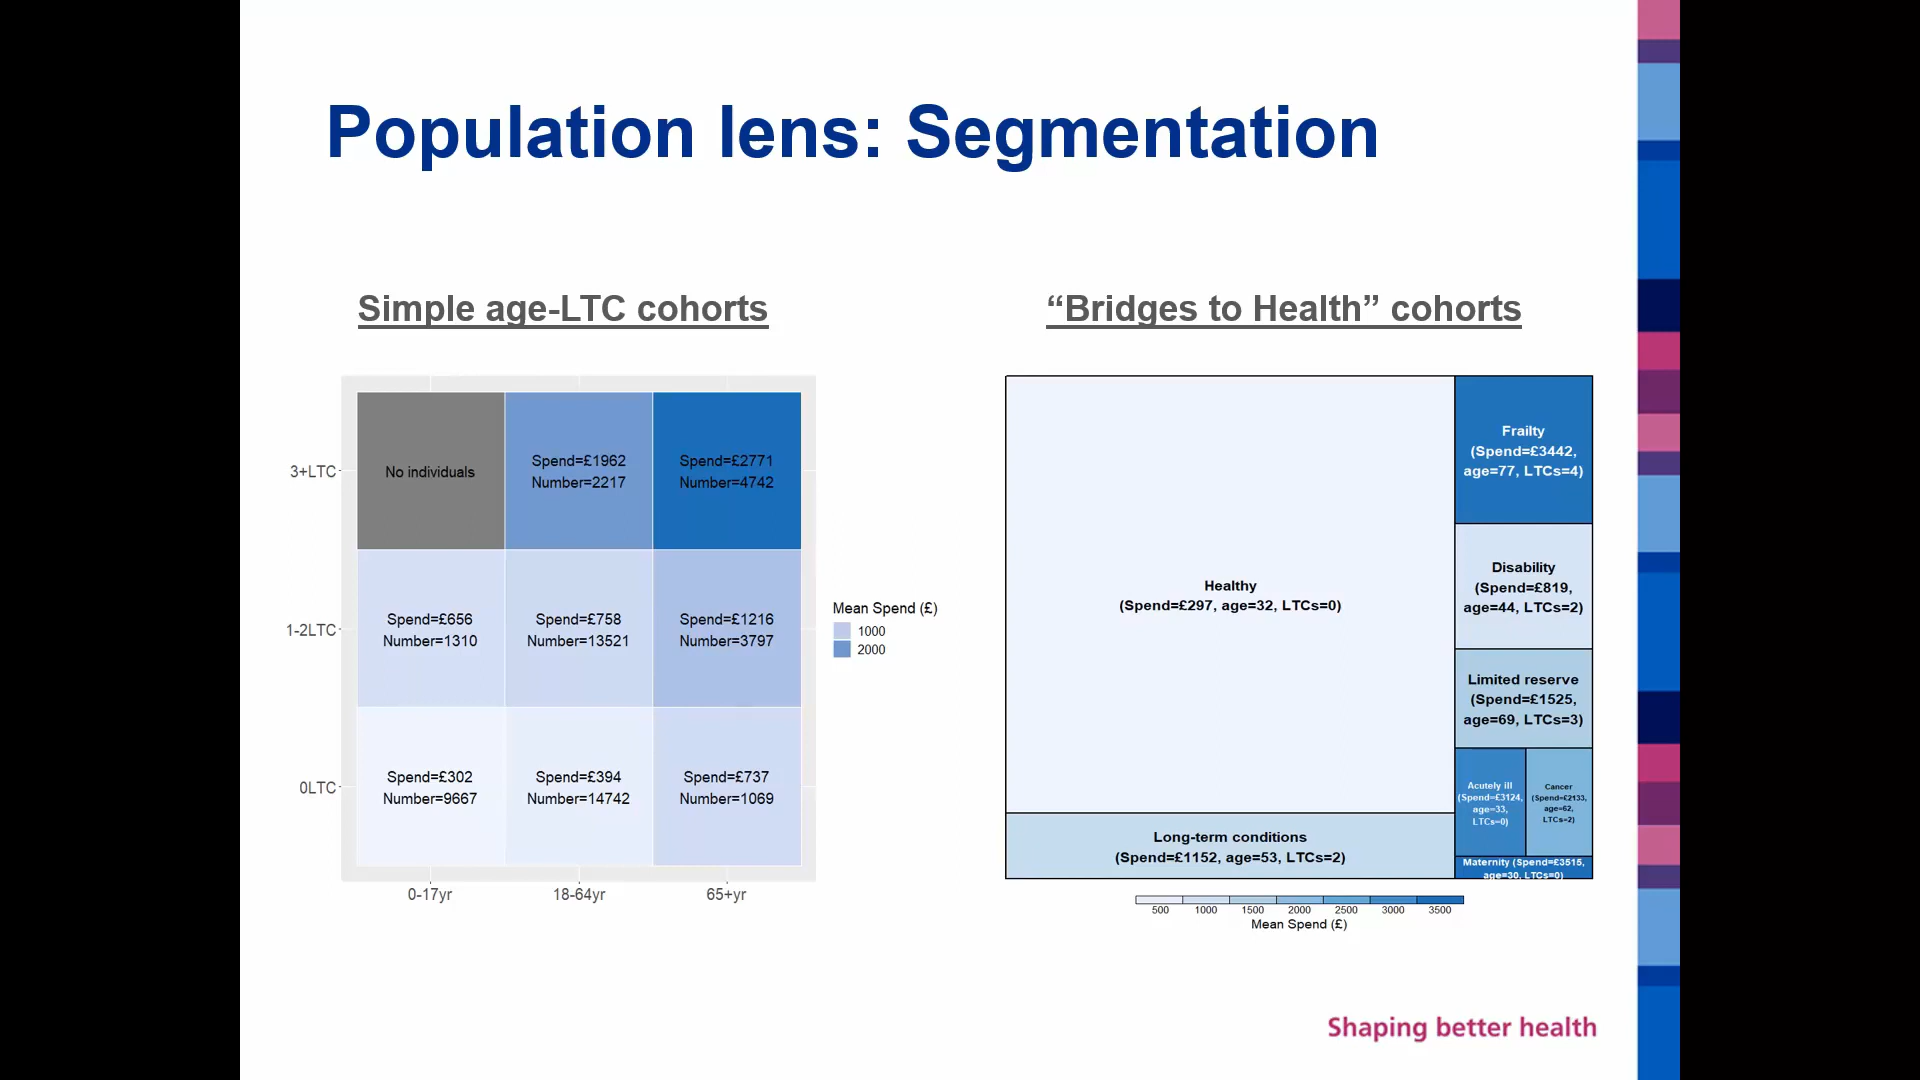 Population lens: Segmentation
Simple age-LTC cohorts
3+LTC
No individuals
Spend=£1962
Number=2217
Spend=£2771
Number=4742
1-2LTC
Spend=£656
Number=1310
Spend=£758
Number=13521
Spend=£1216
Number=3797
0LTC
Spend=£302
Number=9667
Spend=£394
Number=14742
Spend=£737
Number=1069
0-17yr
18-64yr
65+yr
Mean Spend (£)
1000
2000
“Bridges to Health” cohorts
Healthy
(Spend=£297, age=32, LTCs=0)
Long-term conditions
(Spend=£1152, age=53, LTCs=2)
Frailty
(Spend=£3442,
age=77, LTCs=4)
Disability
(Spend=£819,
age=44, LTCs=2)
Limited reserve
(Spend=£1525,
age=69, LTCs=3)
Acutely ill
(Spend=£3124,
age=33,
LTCs=0)
Cancer
(Spend=£2133,
age=62,
LTCs=2)
Maternity (Spend=£3515,
age=30, LTCs=0)
500 1000 1500 2000 2500 3000 3500
Mean Spend (£)
Shaping better health